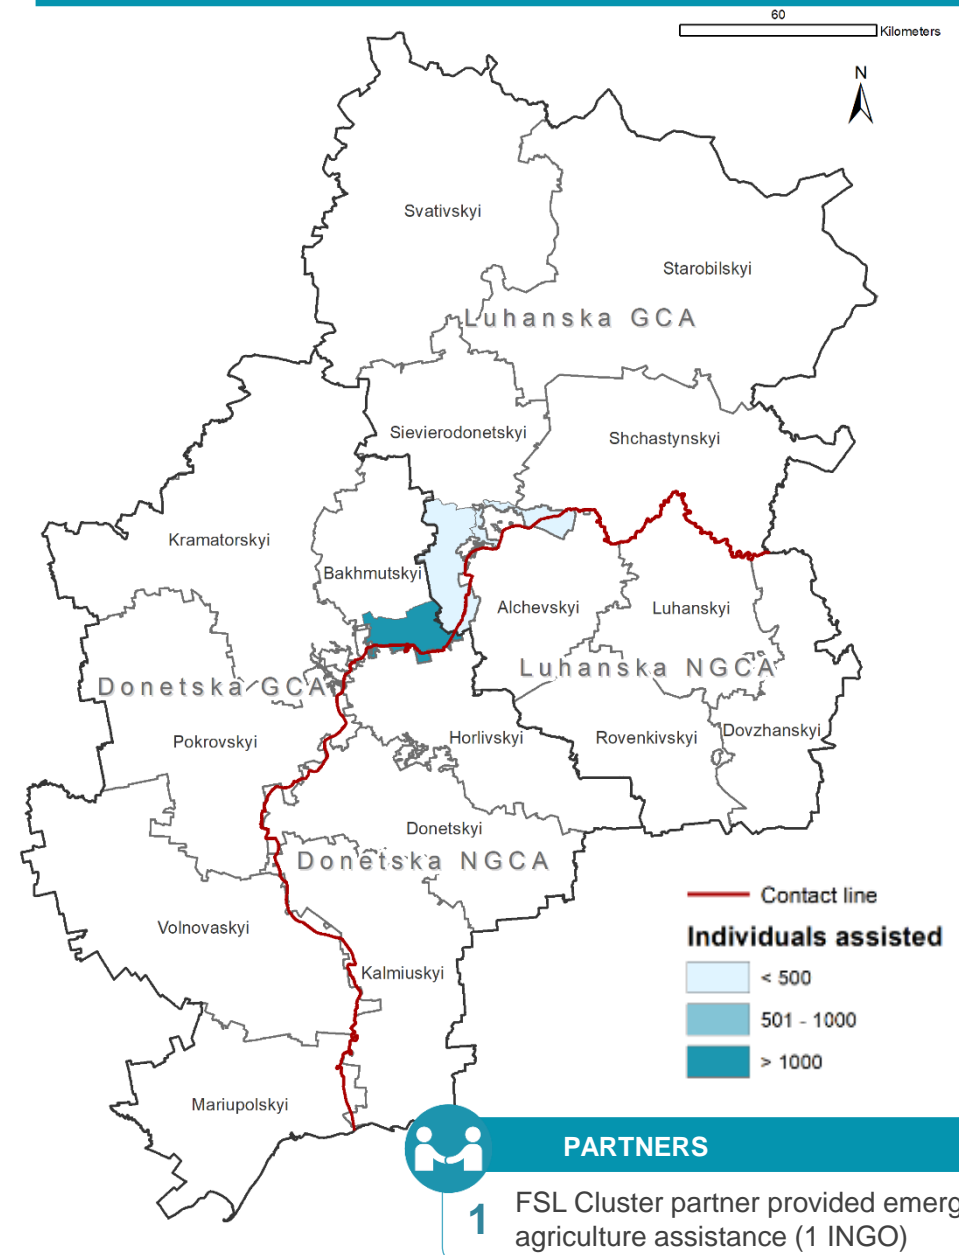 60
Kilometers
N
Svativskyi
Starobilskyi
Luhanska GCA
Sievierodonetskyi
Shchastynskyi
Kramatorskyi
Bakhmutskyi
Alchevskyi
Luhanskyi
Luhanska NGCA
Donetska GCA
Pokrovskyi
Horlivskyi
Rovenkivskyi
Dovzhanskyi
Donetskyi
Donetska NGCA
Volnovaskyi
Kalmiuskyi
Mariupolskyi
Contact line
Individuals assisted
< 500
501 - 1000
> 1000
PARTNERS
1 FSL Cluster partner provided emerg
agriculture assistance (1 INGO)